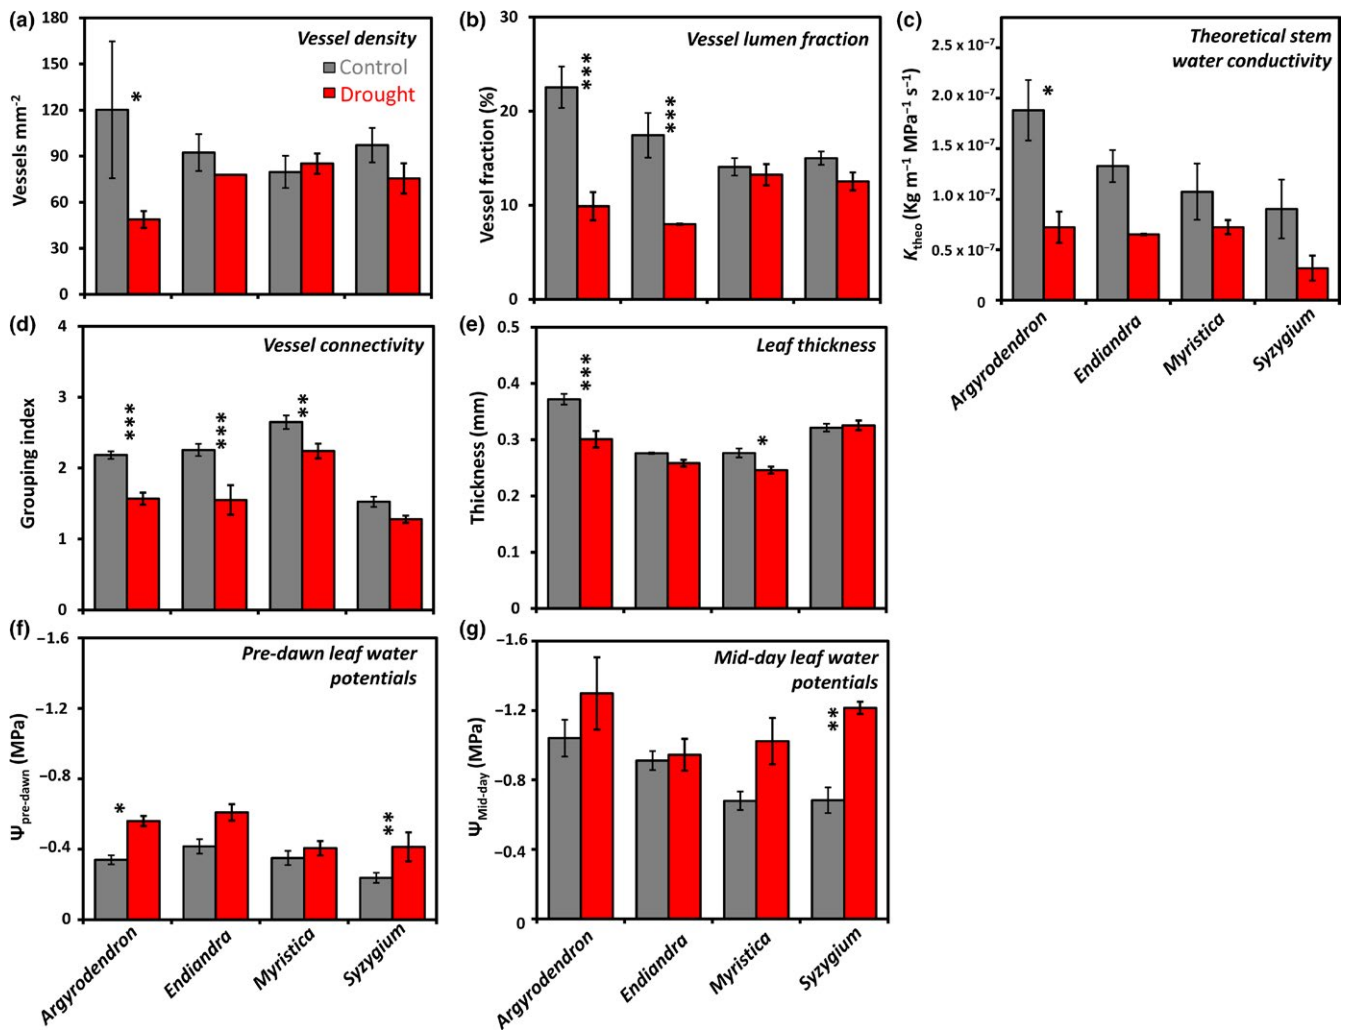 (a)
Vessel density
Control
Drought
Vessels mm⁻²
180
150
120
90
60
30
0
*
(b)
Vessel lumen fraction
Vessel fraction (%)
30
20
10
0
***
***
(c)
Theoretical stem
water conductivity
K_theo (Kg m⁻¹ MPa⁻¹ s⁻¹)
2.5 x 10⁻⁷
2.0 x 10⁻⁷
1.5 x 10⁻⁷
1.0 x 10⁻⁷
0.5 x 10⁻⁷
0
*
Argyrodendron
Endiandra
Myristica
Syzygium
(d)
Vessel connectivity
Grouping index
4
3
2
1
0
***
***
**
(e)
Leaf thickness
Thickness (mm)
0.5
0.4
0.3
0.2
0.1
0
***
*
(f)
Pre-dawn leaf water
potentials
Ψpre-dawn (MPa)
–1.6
–1.2
–0.8
–0.4
0
*
**
Argyrodendron
Endiandra
Myristica
Syzygium
(g)
Mid-day leaf water
potentials
ΨMid-day (MPa)
–1.6
–1.2
–0.8
–0.4
0
**
Argyrodendron
Endiandra
Myristica
Syzygium